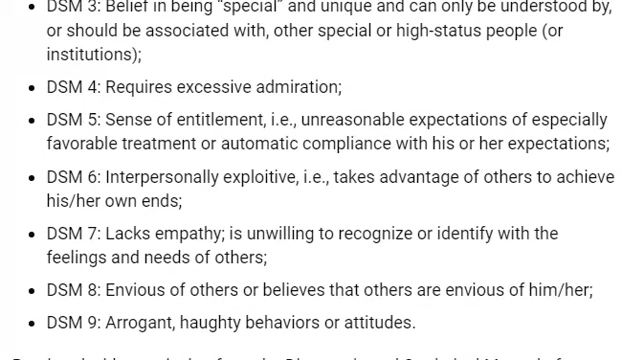 DSM 3: Belief in being "special" and unique and can only be understood by,
or should be associated with, other special or high-status people (or
institutions);
DSM 4: Requires excessive admiration;
DSM 5: Sense of entitlement, i.e., unreasonable expectations of especially
favorable treatment or automatic compliance with his or her expectations;
DSM 6: Interpersonally exploitive, i.e., takes advantage of others to achieve
his/her own ends;
DSM 7: Lacks empathy; is unwilling to recognize or identify with the
feelings and needs of others;
DSM 8: Envious of others or believes that others are envious of him/her;
DSM 9: Arrogant, haughty behaviors or attitudes.